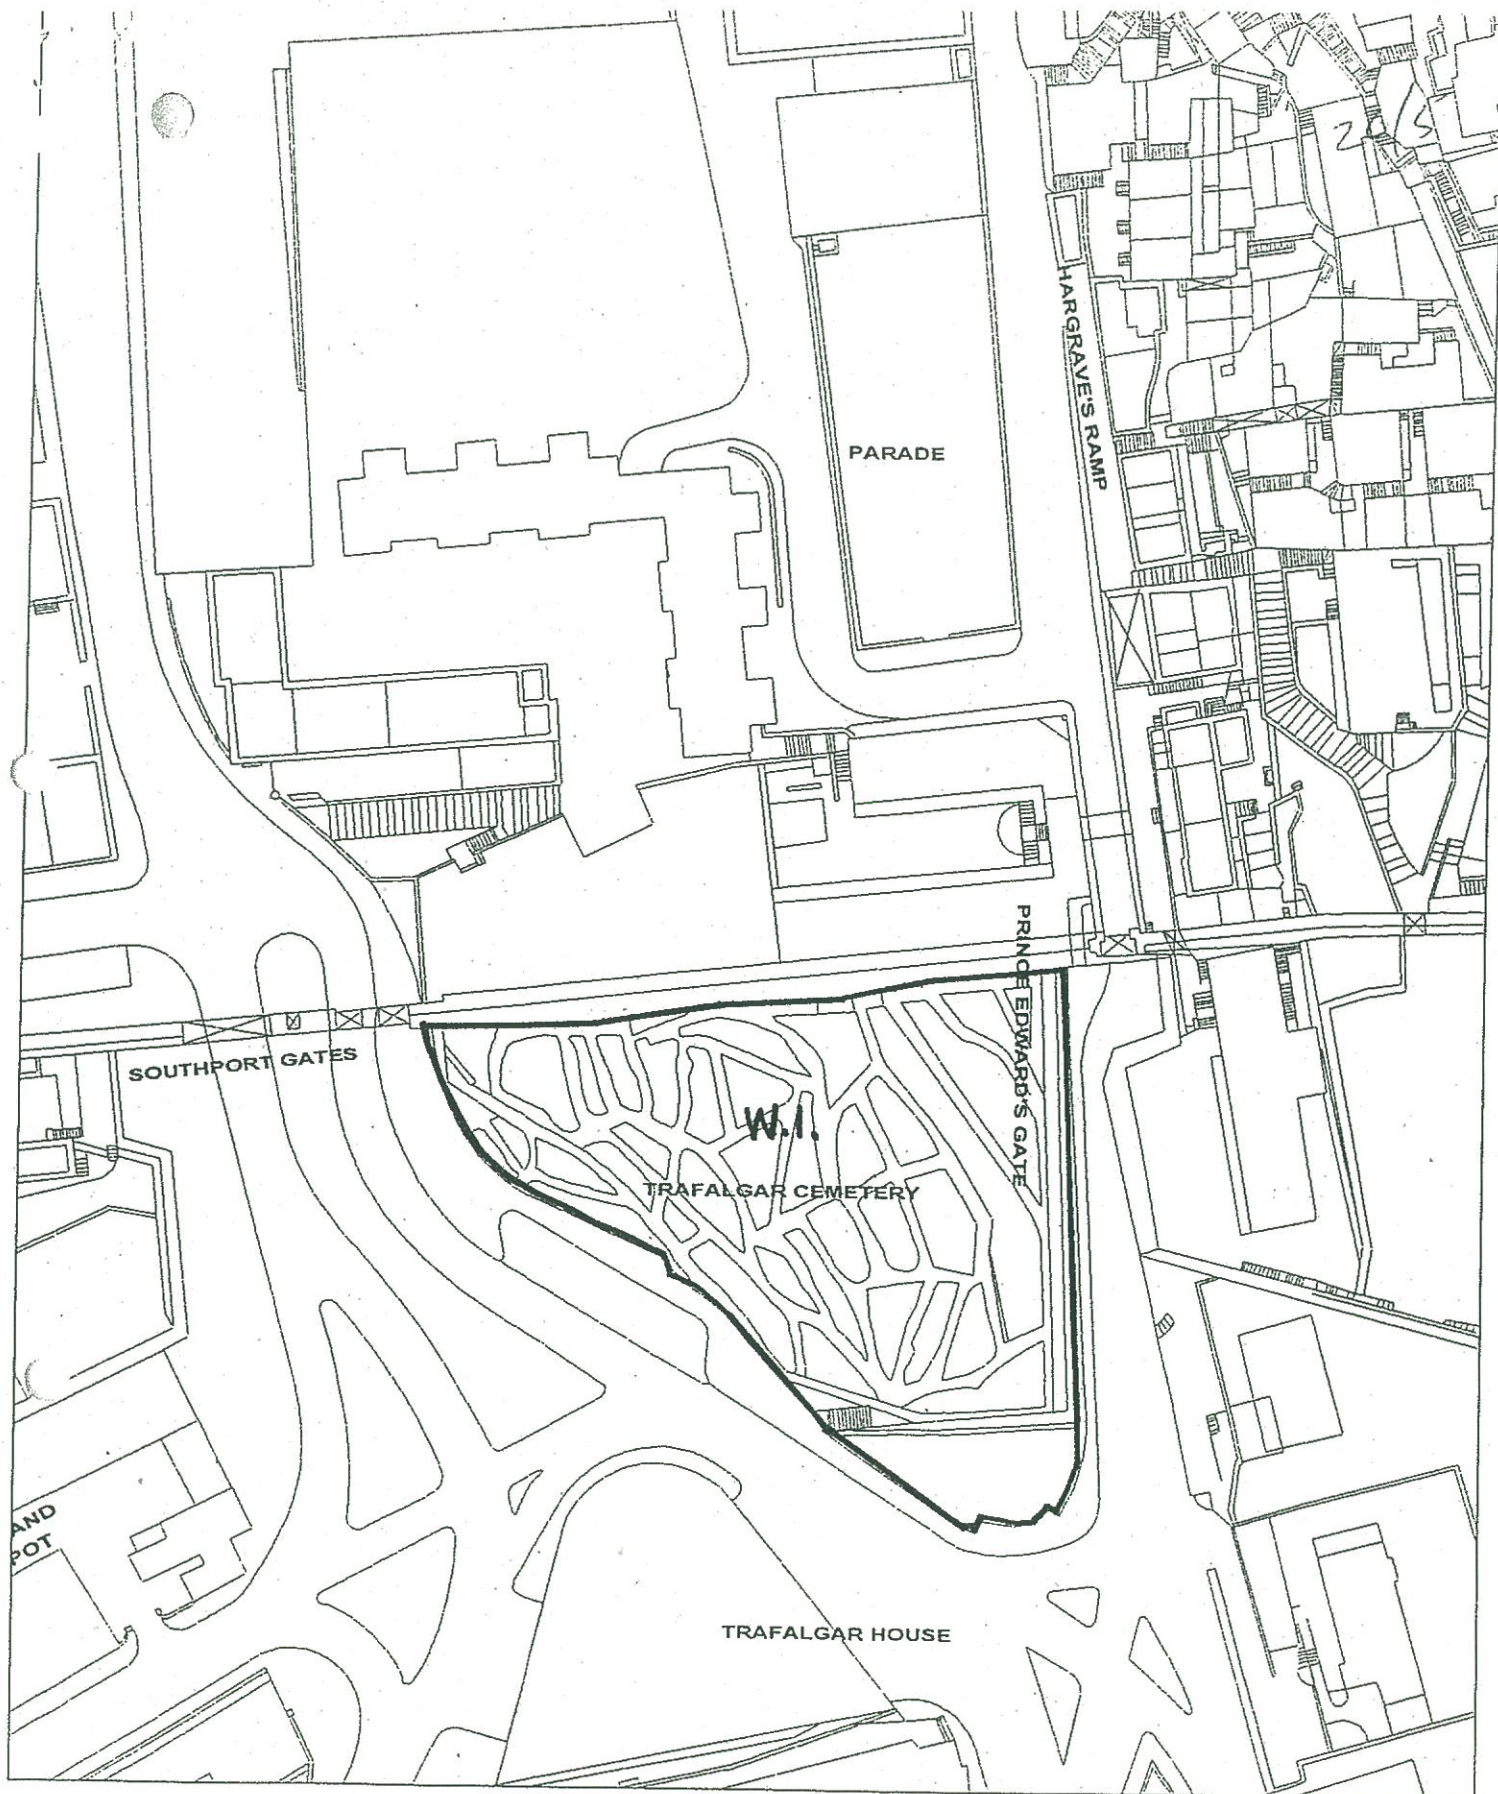 PARADE
HARGRAVE'S RAMP
PRINCE EDWARD'S GATE
SOUTHPORT GATES
W.I.
TRAFALGAR CEMETERY
AND
POT
TRAFALGAR HOUSE